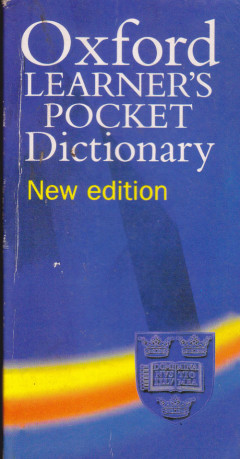 Oxford
LEARNER'S
POCKET
Dictionary
New edition